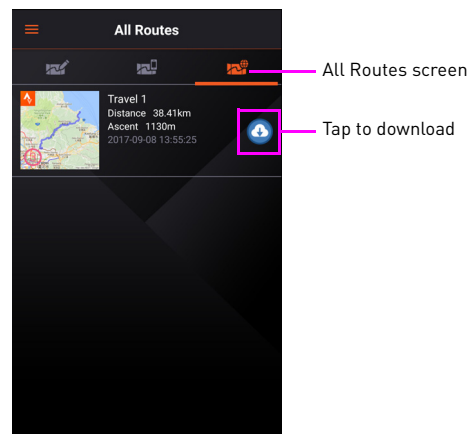 All Routes
All Routes screen
Travel 1
Distance 38.41km
Ascent 1130m
2017-09-08 13:55:25
Tap to download